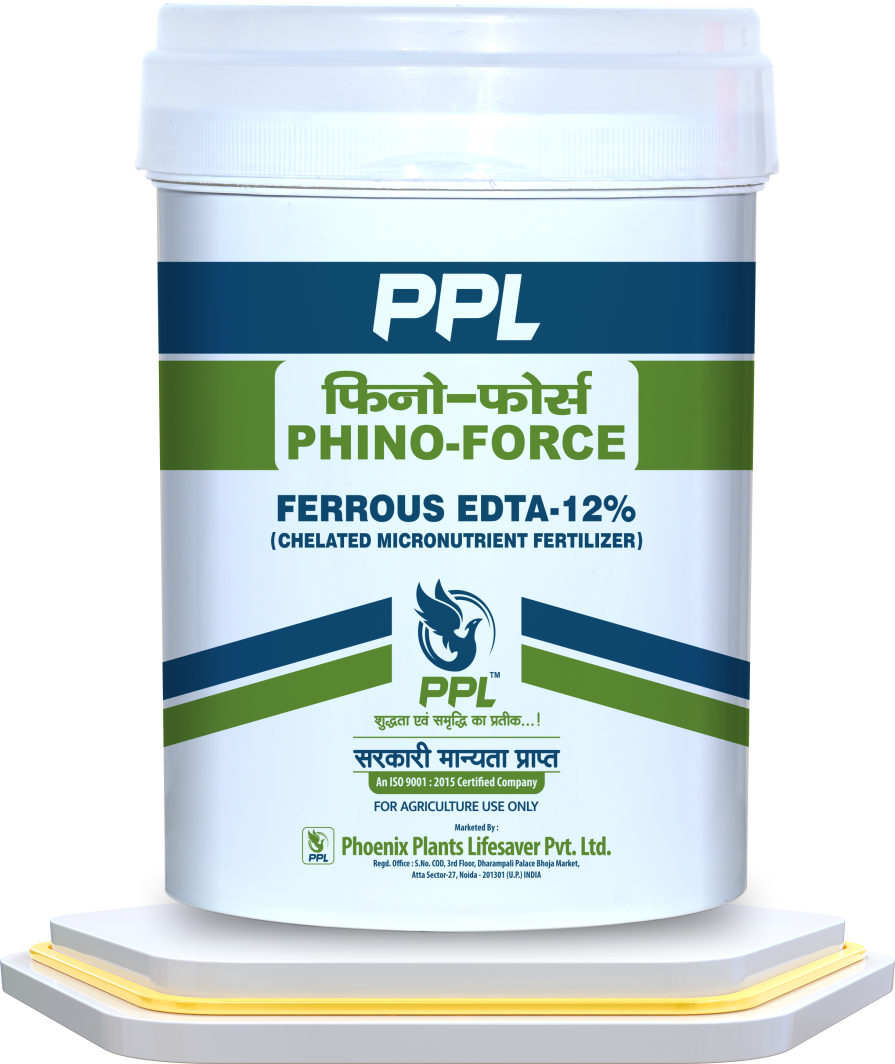 PPL
फिनो-फोर्स
PHINO-FORCE
FERROUS EDTA-12%
(CHELATED MICRONUTRIENT FERTILIZER)
PPL™
शुद्धता एवं समृद्धि का प्रतीक...!
सरकारी मान्यता प्राप्त
An ISO 9001 : 2015 Certified Company
FOR AGRICULTURE USE ONLY
Marketed By :
PPL
Phoenix Plants Lifesaver Pvt. Ltd.
Regd. Office : S.No. COD, 3rd Floor, Dharampali Palace Bhoja Market,
Atta Sector-27, Noida - 201301 (U.P.) INDIA